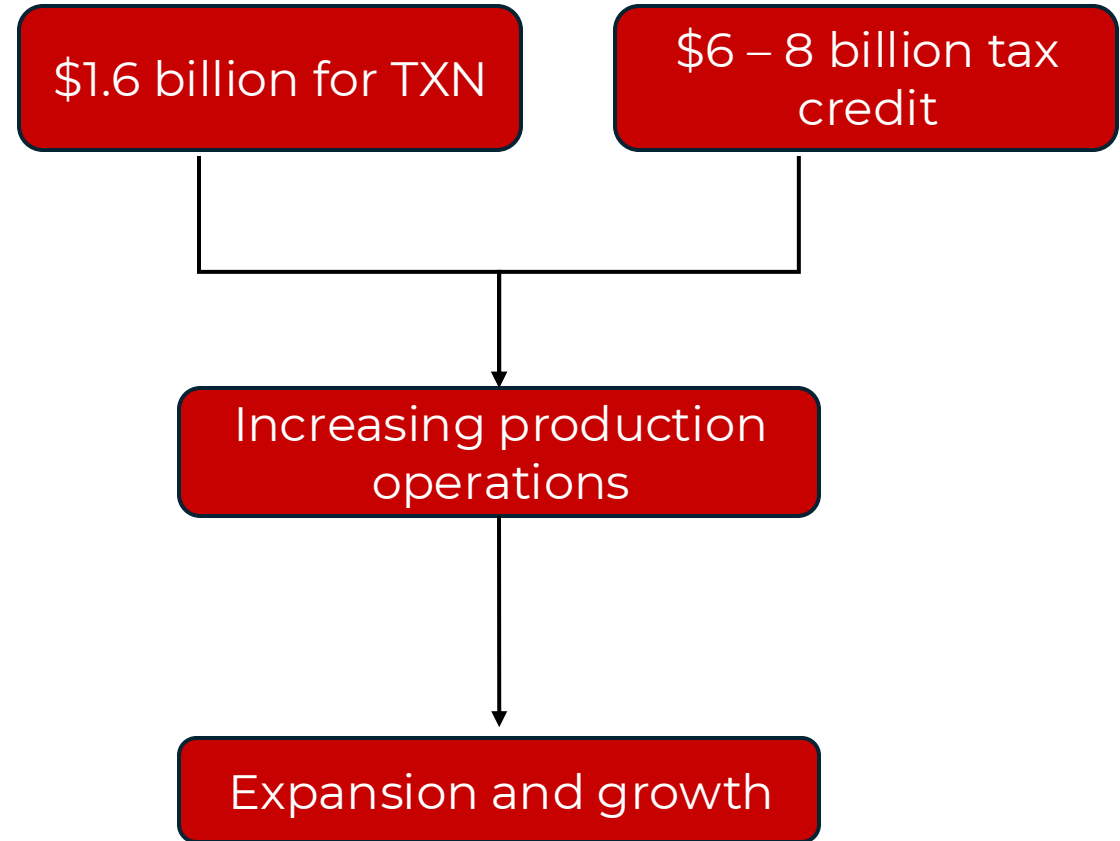 $1.6 billion for TXN
$6 – 8 billion tax
credit
Increasing production
operations
Expansion and growth